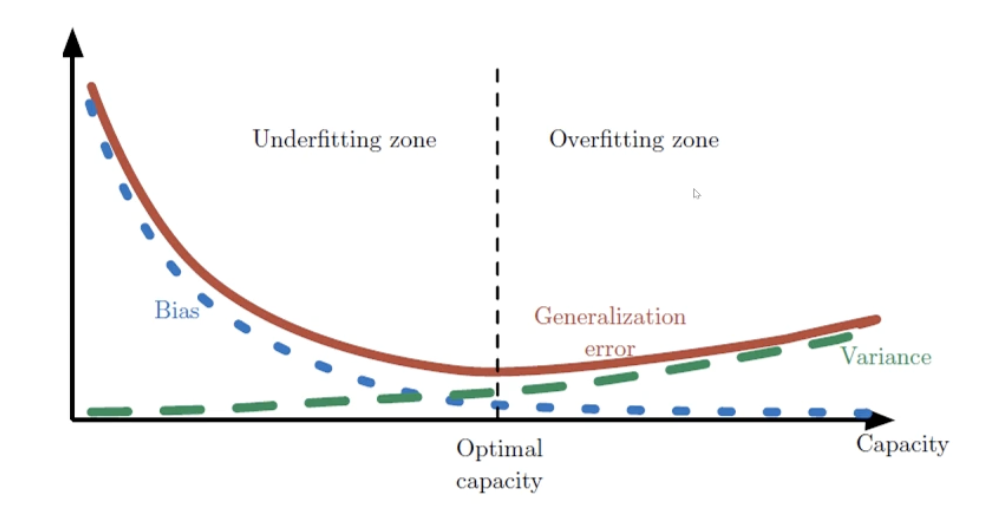 Underfitting zone
Overfitting zone
Bias
Generalization
error
Variance
Optimal
capacity
Capacity